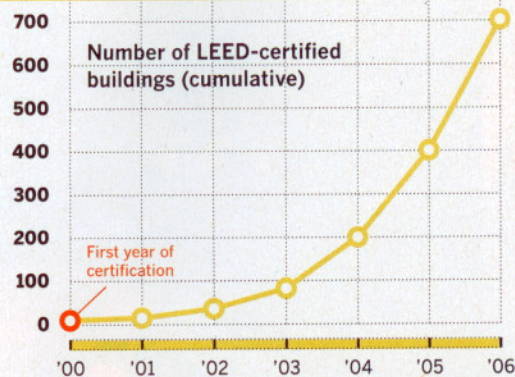 700
Number of LEED-certified
600
buildings (cumulative)
500
400
300
200
First year of
certification
100
0
'00 '01 '02 '03 '04 '05 '06